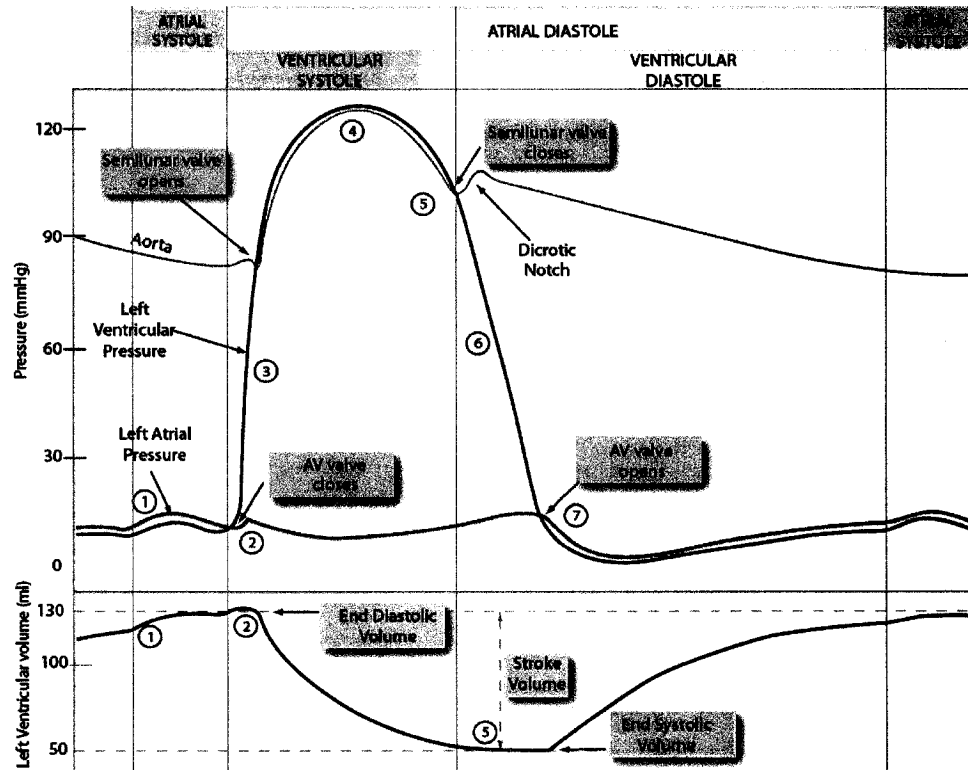 ATRIAL
SYSTOLE
ATRIAL DIASTOLE
ATRIAL
SYSTOLE
VENTRICULAR
SYSTOLE
VENTRICULAR
DIASTOLE
Pressure (mmHg)
120
90
60
30
0
Semilunar valve
opens
Aorta
Left
Ventricular
Pressure
Left Atrial
Pressure
1
2
3
4
5
6
7
AV valve
closes
Semilunar valve
closes
Dicrotic
Notch
AV valve
opens
Left Ventricular volume (ml)
130
100
50
1
2
End Diastolic
Volume
Stroke
Volume
5
End Systolic
Volume